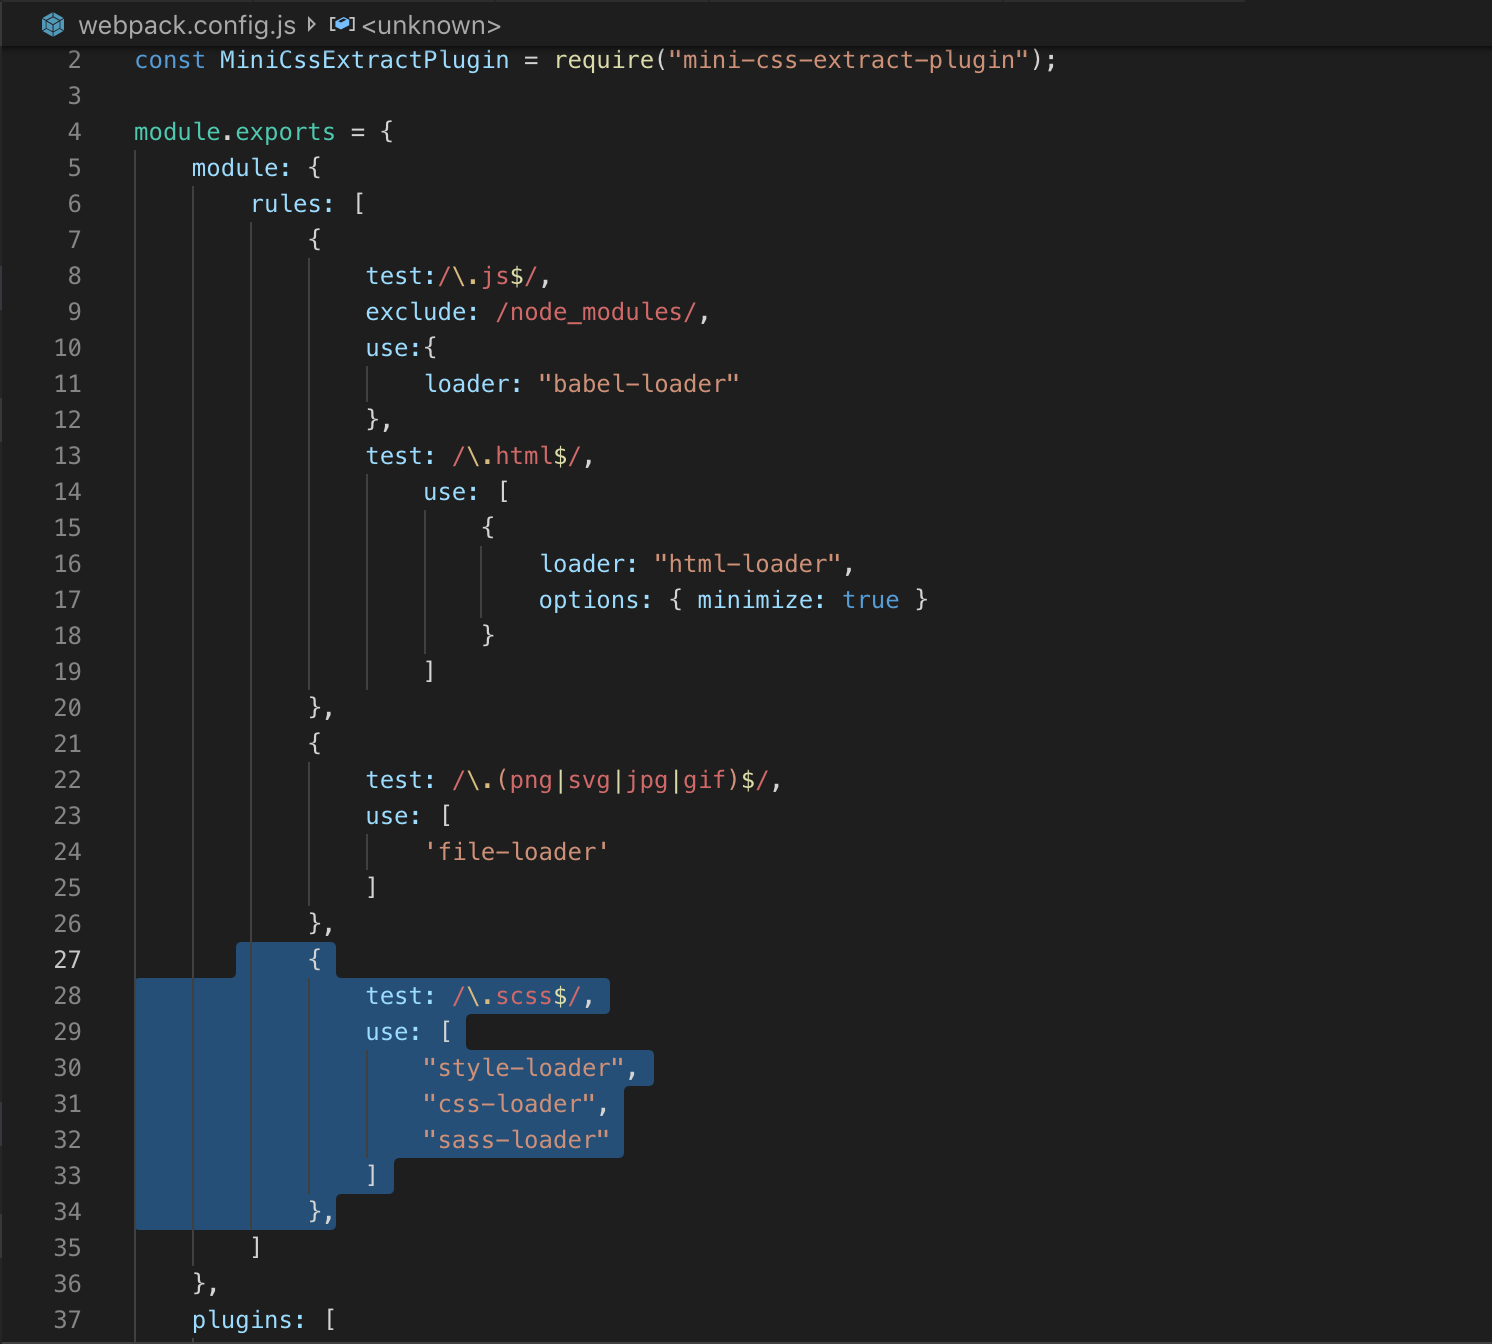 webpack.config.js <unknown>
2 const MiniCssExtractPlugin = require("mini-css-extract-plugin");
3
4 module.exports = {
5 module: {
6 rules: [
7 {
8 test:/\.js$/,
9 exclude: /node_modules/,
10 use:{
11 loader: "babel-loader"
12 },
13 test: /\.html$/,
14 use: [
15 {
16 loader: "html-loader",
17 options: { minimize: true }
18 }
19 ]
20 },
21 {
22 test: /\.(png|svg|jpg|gif)$/,
23 use: [
24 'file-loader'
25 ]
26 },
27 {
28 test: /\.scss$/,
29 use: [
30 "style-loader",
31 "css-loader",
32 "sass-loader"
33 ]
34 },
35 ]
36 },
37 plugins: [